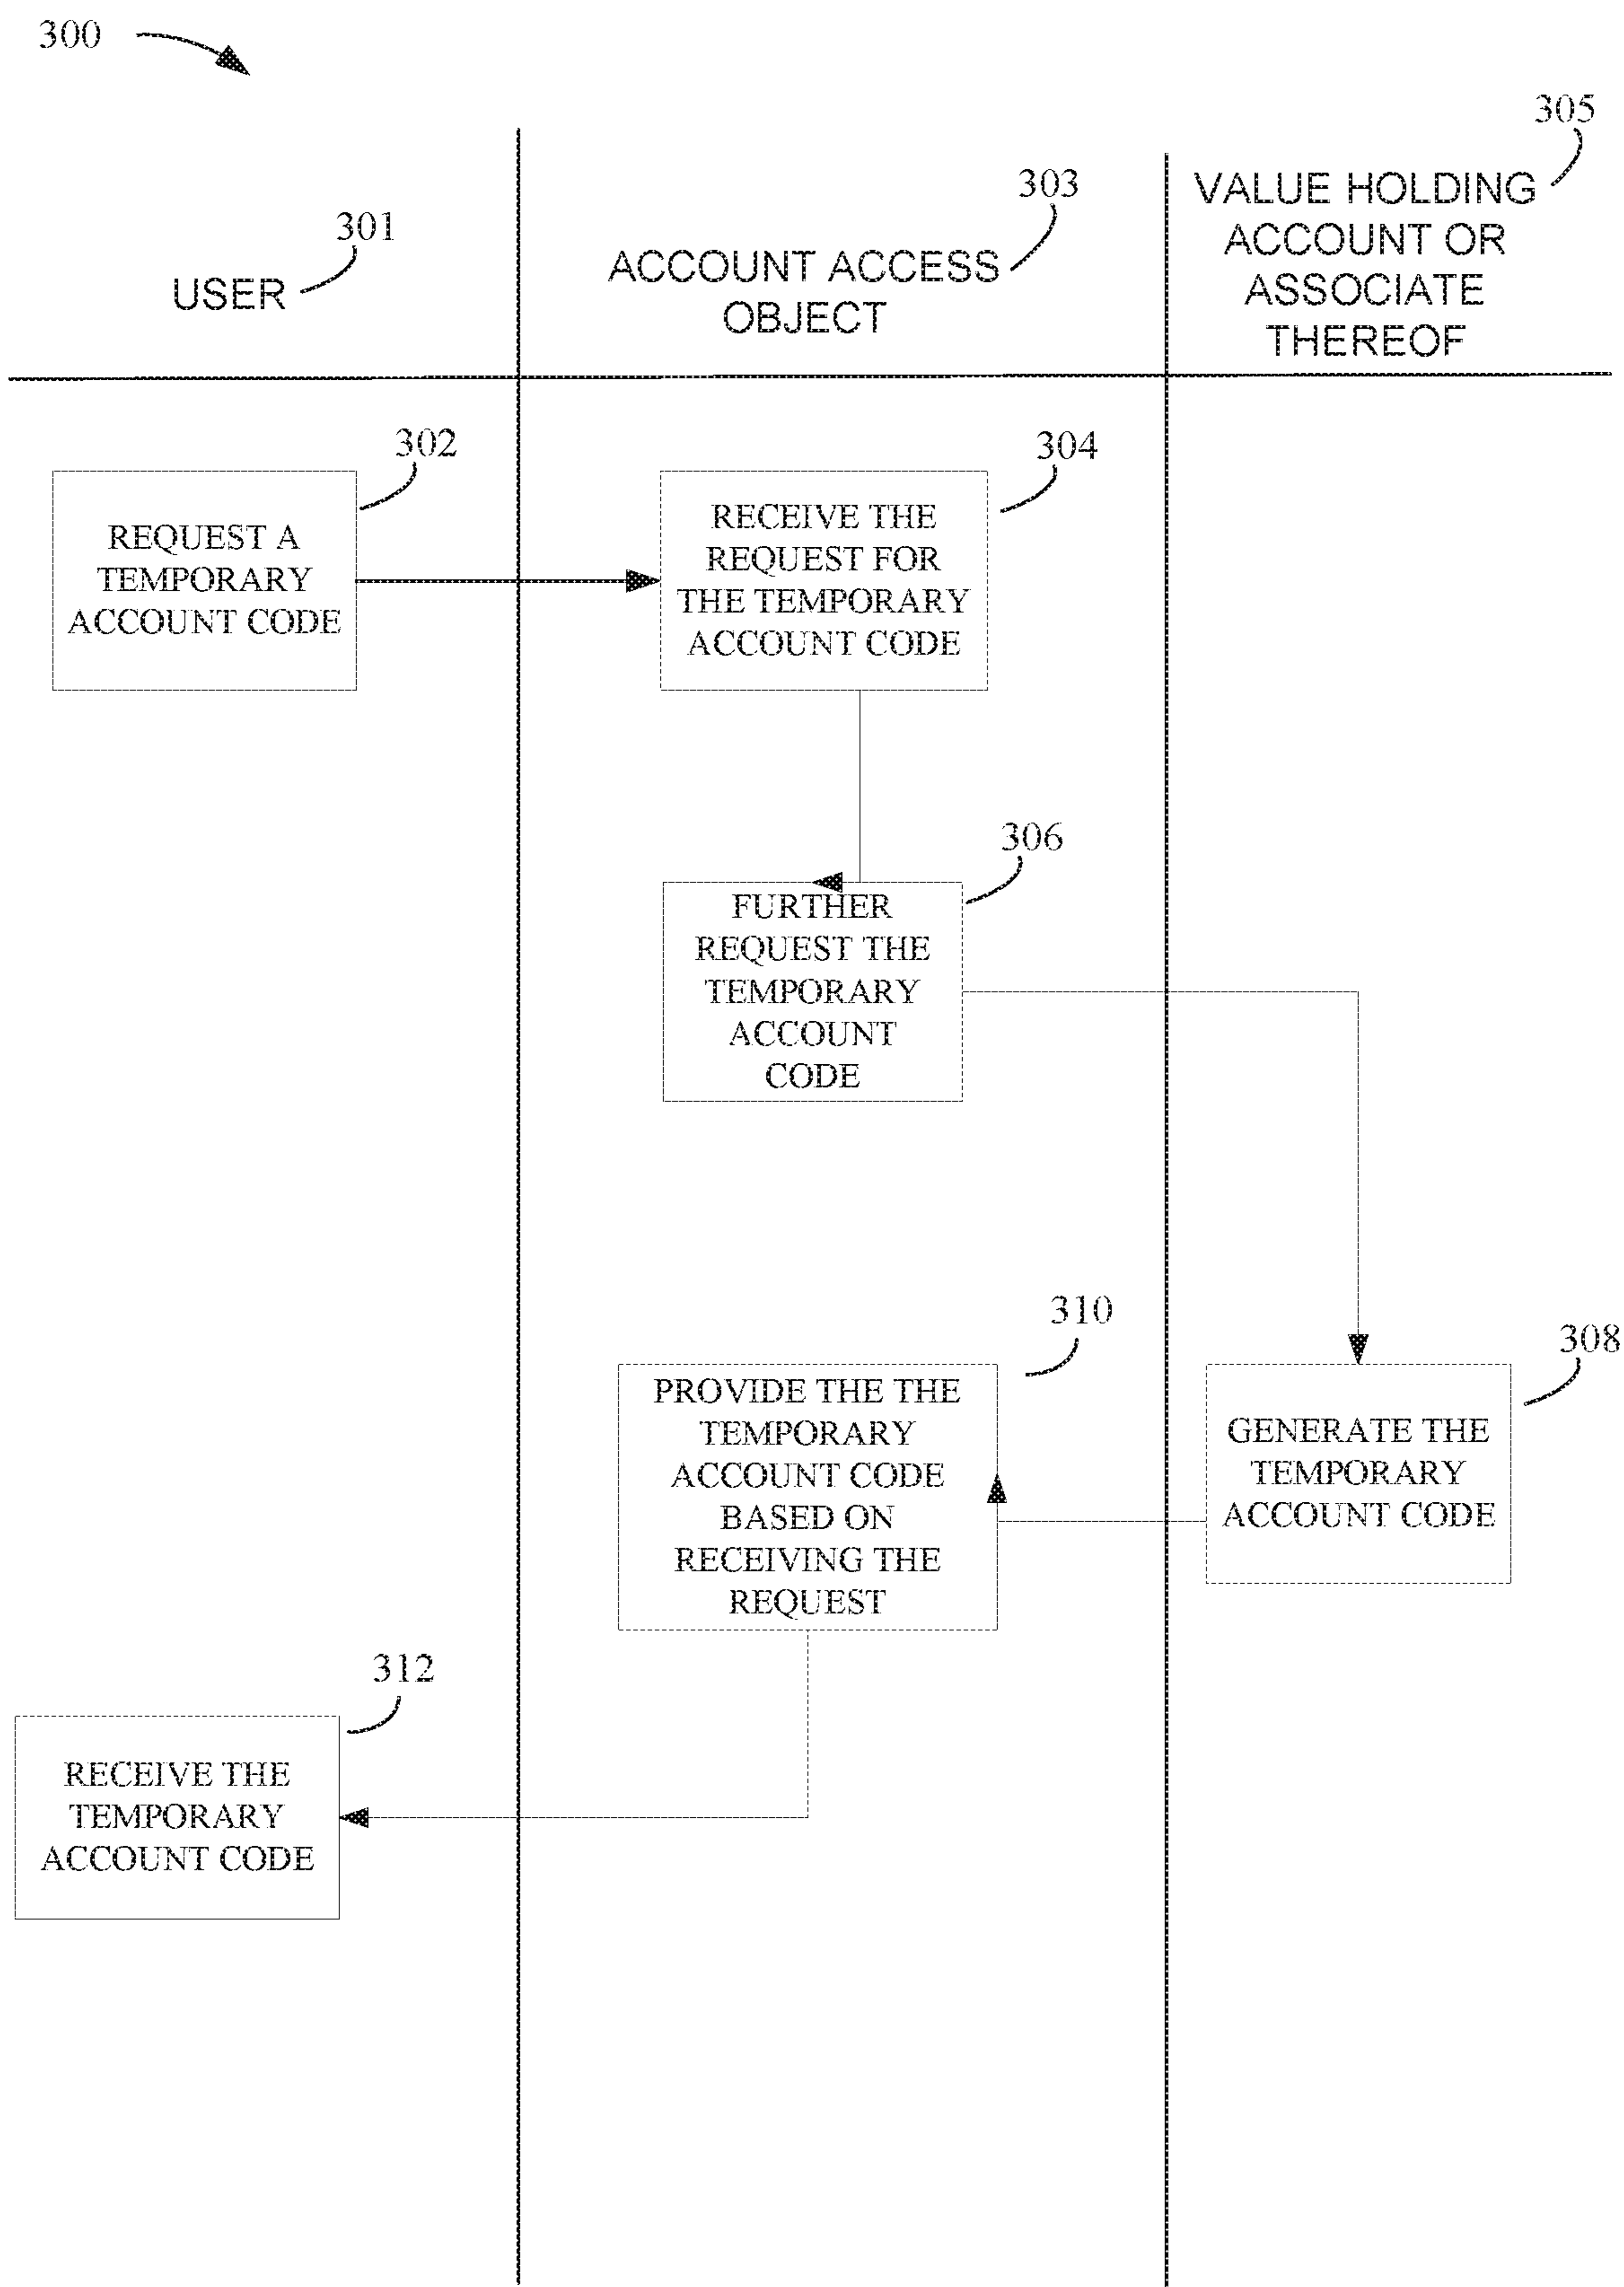 300
305
VALUE HOLDING
ACCOUNT OR
ASSOCIATE
THEREOF
303
ACCOUNT ACCESS
OBJECT
301
USER
302
REQUEST A
TEMPORARY
ACCOUNT CODE
304
RECEIVE THE
REQUEST FOR
THE TEMPORARY
ACCOUNT CODE
306
FURTHER
REQUEST THE
TEMPORARY
ACCOUNT
CODE
308
GENERATE THE
TEMPORARY
ACCOUNT CODE
310
PROVIDE THE THE
TEMPORARY
ACCOUNT CODE
BASED ON
RECEIVING THE
REQUEST
312
RECEIVE THE
TEMPORARY
ACCOUNT CODE